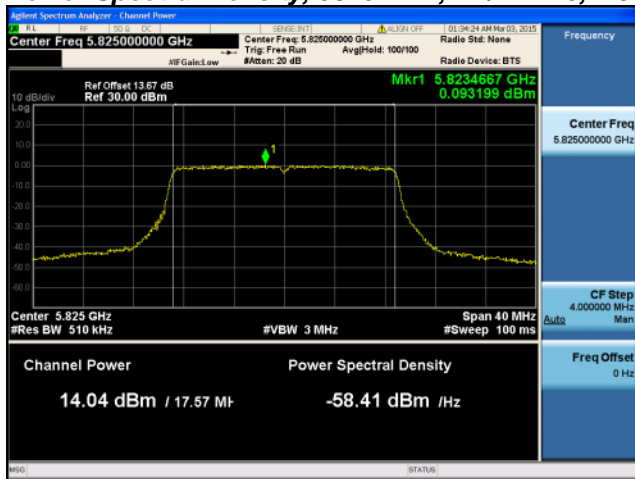 Agilent Spectrum Analyzer - Channel Power
RL RF 50 Ω DC SENSE:INT ALIGN OFF 01:34:24 AM Mar 03, 2015
Center Freq 5.825000000 GHz Center Freq: 5.825000000 GHz Radio Std: None Frequency
Trig: Free Run Avg|Hold: 100/100
#IFGain:Low #Atten: 20 dB Radio Device: BTS
Mkr1 5.8234667 GHz
Ref Offset 13.67 dB
10 dB/div Ref 30.00 dBm 0.093199 dBm
Log
20.0
10.0
0.00
-10.0
-20.0
-30.0
-40.0
-50.0
-60.0
1
Center Freq
5.825000000 GHz
Center 5.825 GHz Span 40 MHz
#Res BW 510 kHz #VBW 3 MHz #Sweep 100 ms
CF Step
4.000000 MHz
Auto Man
Channel Power Power Spectral Density
14.04 dBm / 17.57 MH -58.41 dBm /Hz
Freq Offset
0 Hz
MSG STATUS